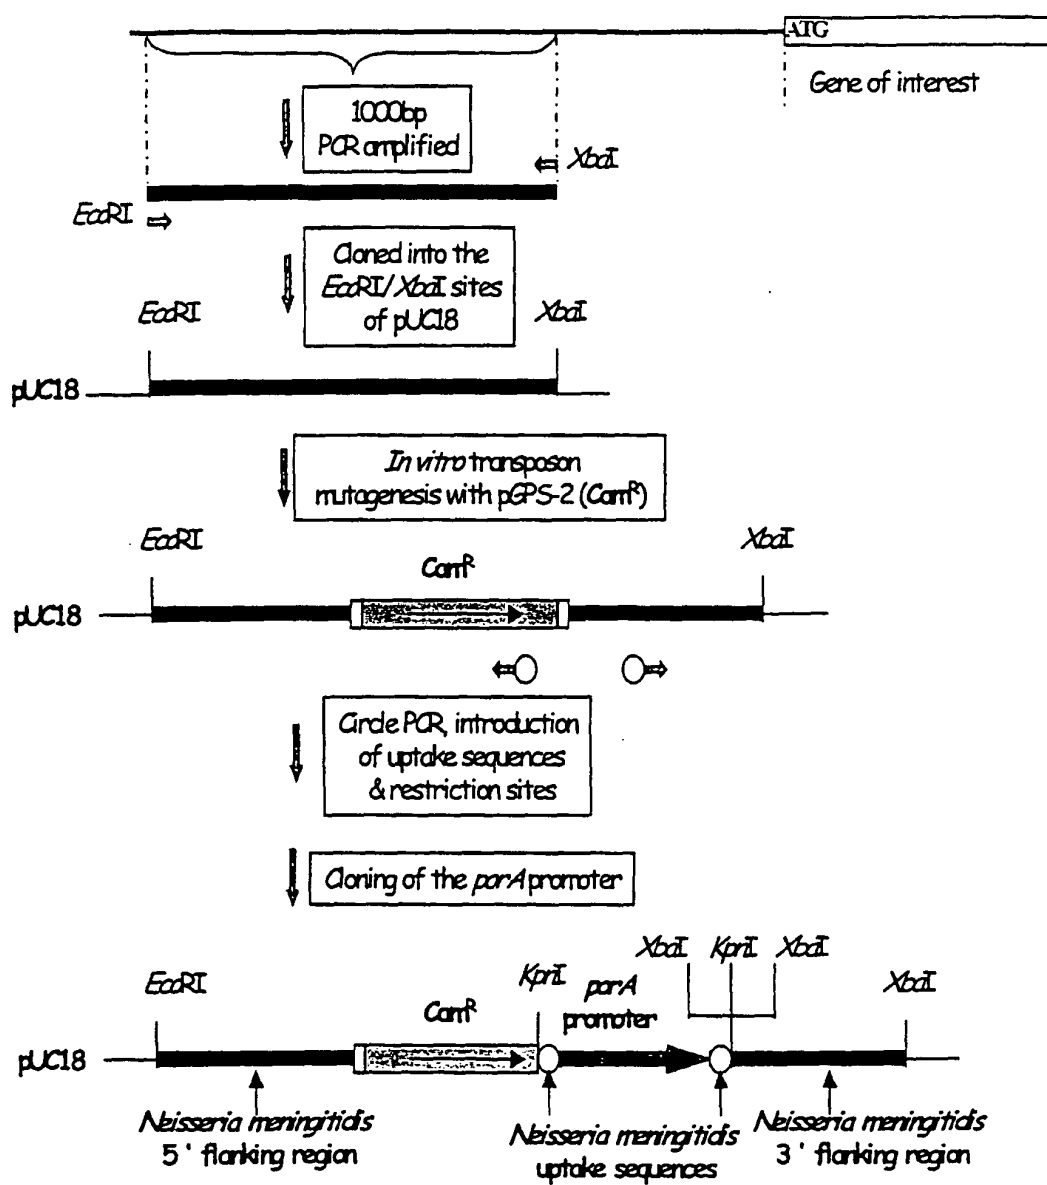 ATG
Gene of interest
1000bp
PCR amplified
XbaI
EcoRI
Cloned into the
EcoRI/XbaI sites
of pUC18
EcoRI
XbaI
pUC18
In vitro transposon
mutagenesis with pGPS-2 (CamR)
EcoRI
XbaI
CamR
pUC18
Circle PCR, introduction
of uptake sequences
& restriction sites
Cloning of the porA promoter
XbaI KpnI XbaI
EcoRI
KpnI
porA
promoter
XbaI
CamR
pUC18
Neisseria meningitidis
5' flanking region
Neisseria meningitidis
uptake sequences
Neisseria meningitidis
3' flanking region